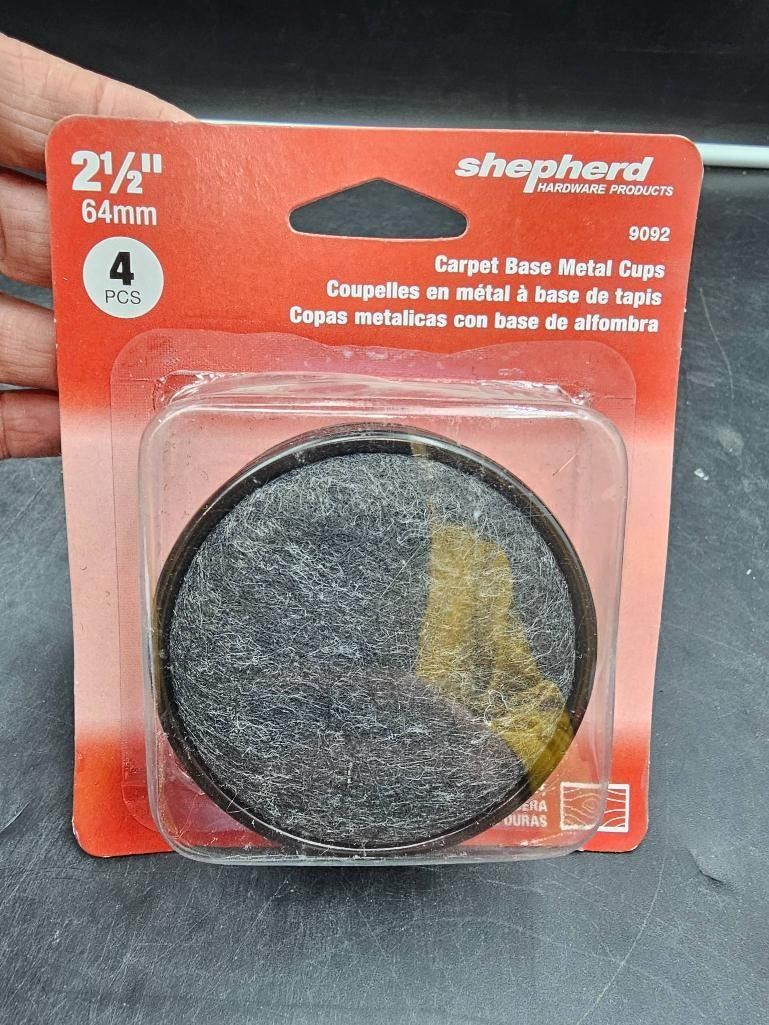 2½"
64mm
4
PCS
shepherd
HARDWARE PRODUCTS
9092
Carpet Base Metal Cups
Coupelles en métal à base de tapis
Copas metalicas con base de alfombra